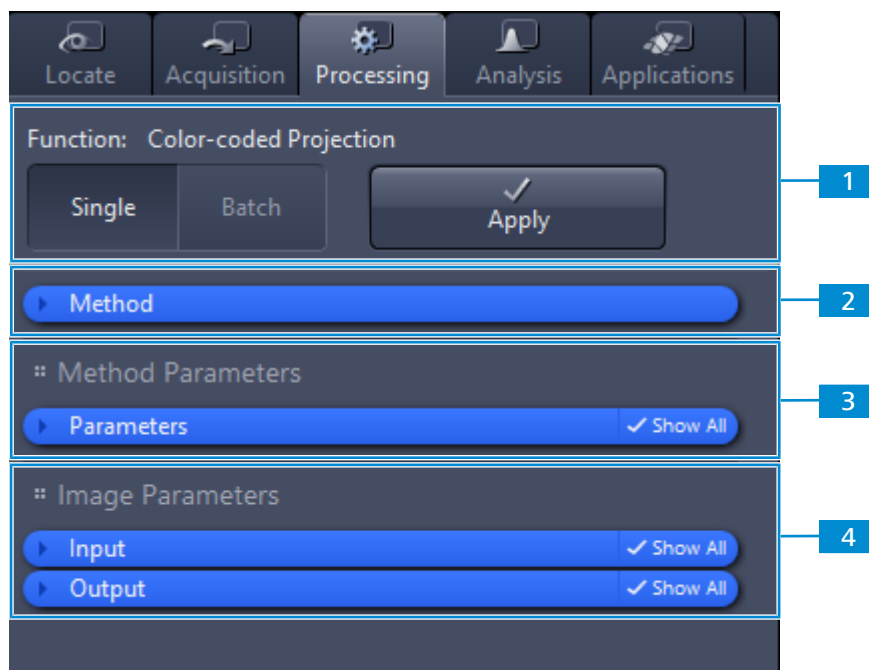 Locate Acquisition Processing Analysis Applications
Function: Color-coded Projection
1
Single Batch Apply
Method
2
Method Parameters
3
Parameters Show All
Image Parameters
4
Input Show All
Output Show All